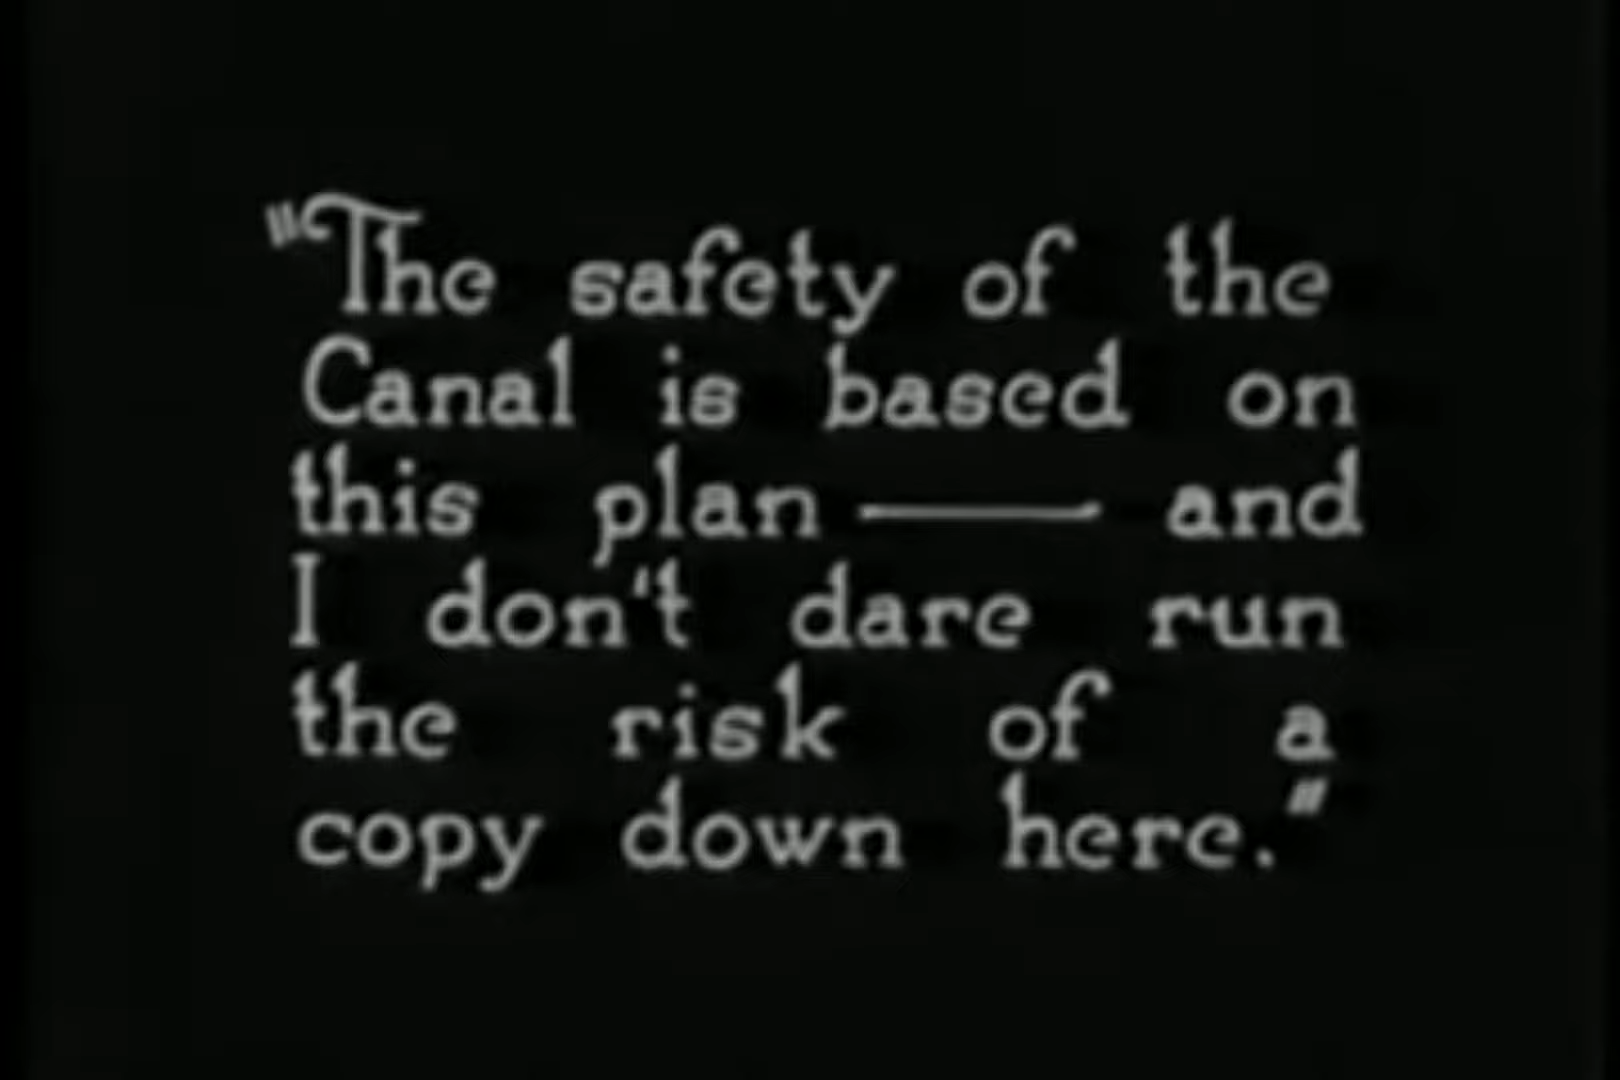 "The safety of the
Canal is based on
this plan — and
I don't dare run
the risk of a
copy down here."